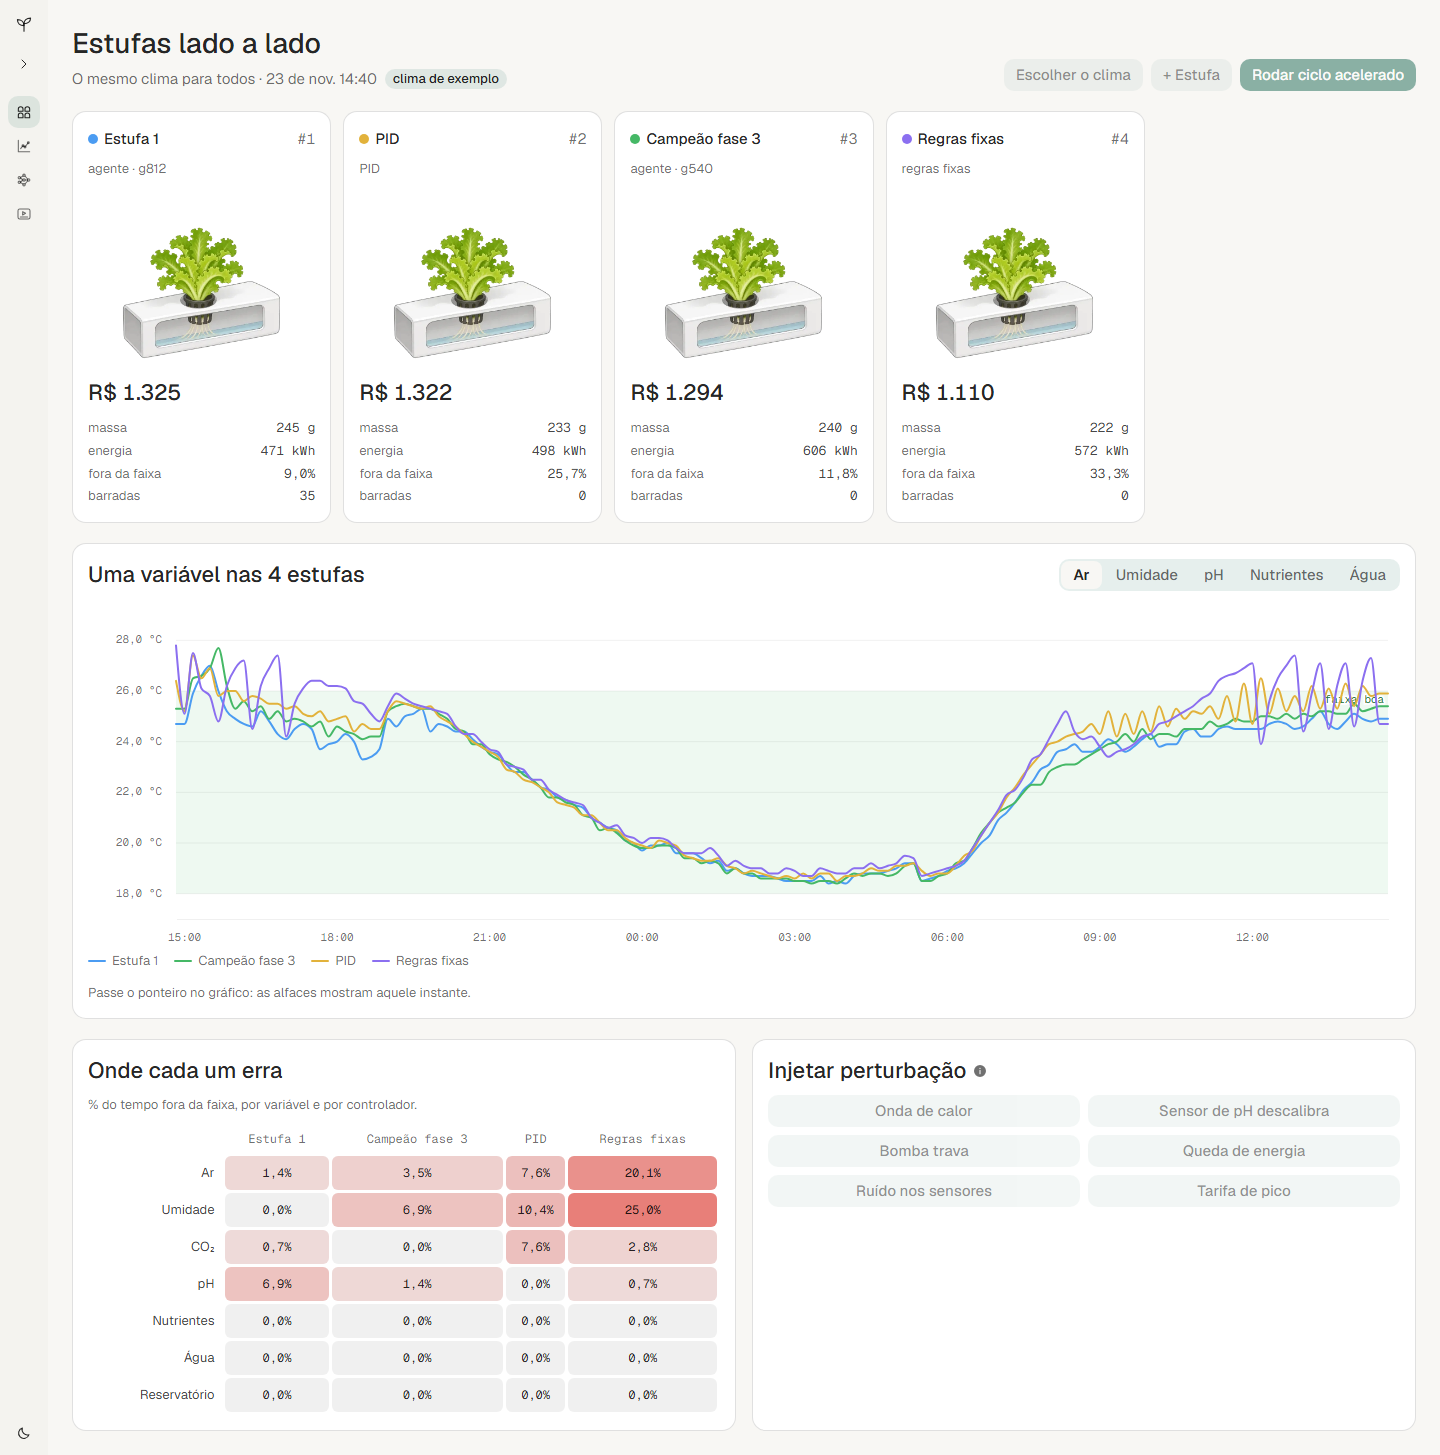 Estufas lado a lado
O mesmo clima para todos · 23 de nov. 14:40 clima de exemplo
Escolher o clima + Estufa Rodar ciclo acelerado
Estufa 1 #1
agente · g812
R$ 1.325
massa 245 g
energia 471 kWh
fora da faixa 9,0%
barradas 35
PID #2
PID
R$ 1.322
massa 233 g
energia 498 kWh
fora da faixa 25,7%
barradas 0
Campeão fase 3 #3
agente · g540
R$ 1.294
massa 240 g
energia 606 kWh
fora da faixa 11,8%
barradas 0
Regras fixas #4
regras fixas
R$ 1.110
massa 222 g
energia 572 kWh
fora da faixa 33,3%
barradas 0
Uma variável nas 4 estufas
Ar Umidade pH Nutrientes Água
28,0 °C
26,0 °C
faixa boa
24,0 °C
22,0 °C
20,0 °C
18,0 °C
15:00 18:00 21:00 00:00 03:00 06:00 09:00 12:00
Estufa 1 Campeão fase 3 PID Regras fixas
Passe o ponteiro no gráfico: as alfaces mostram aquele instante.
Onde cada um erra
% do tempo fora da faixa, por variável e por controlador.
Estufa 1 Campeão fase 3 PID Regras fixas
Ar 1,4% 3,5% 7,6% 20,1%
Umidade 0,0% 6,9% 10,4% 25,0%
CO₂ 0,7% 0,0% 7,6% 2,8%
pH 6,9% 1,4% 0,0% 0,7%
Nutrientes 0,0% 0,0% 0,0% 0,0%
Água 0,0% 0,0% 0,0% 0,0%
Reservatório 0,0% 0,0% 0,0% 0,0%
Injetar perturbação
Onda de calor Sensor de pH descalibra
Bomba trava Queda de energia
Ruído nos sensores Tarifa de pico